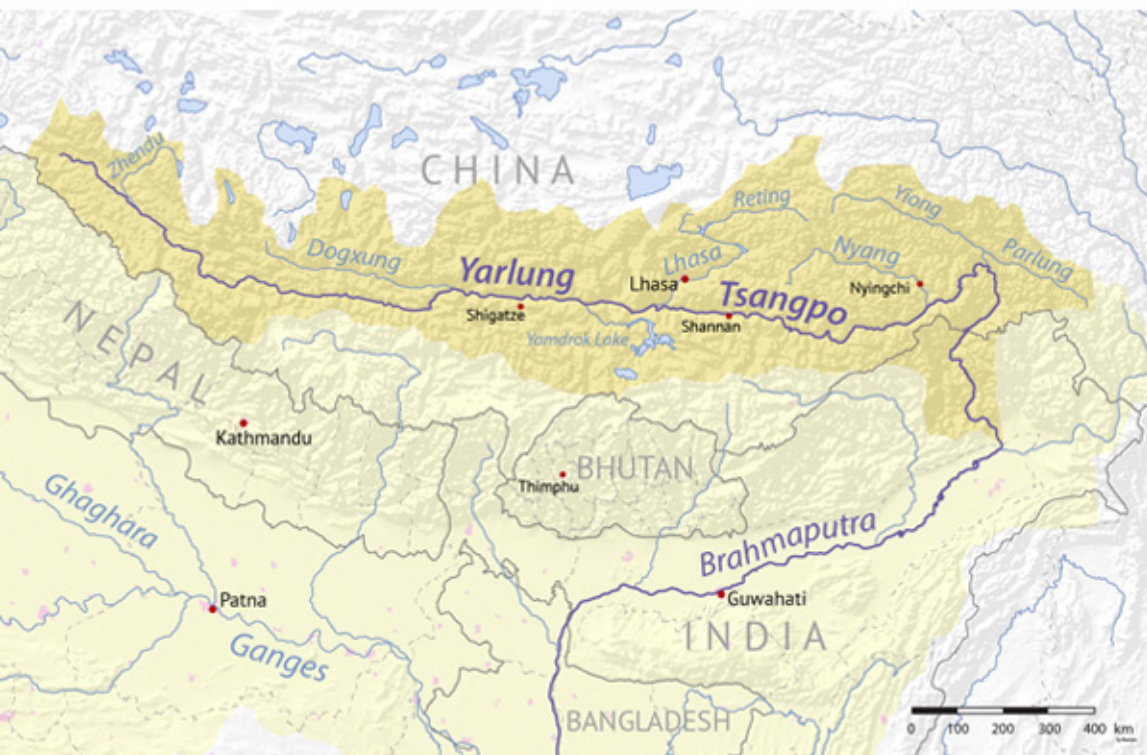 CHINA
Zhendu
Reting
Yiong
Dogxung
Lhasa
Nyang
Parlung
Yarlung
Lhasa
Tsangpo
Nyingchi
Shigatze
Shannan
Yamdrok Lake
NEPAL
Kathmandu
BHUTAN
Thimphu
Ghaghara
Brahmaputra
Patna
Guwahati
Ganges
INDIA
BANGLADESH
0 100 200 300 400 km